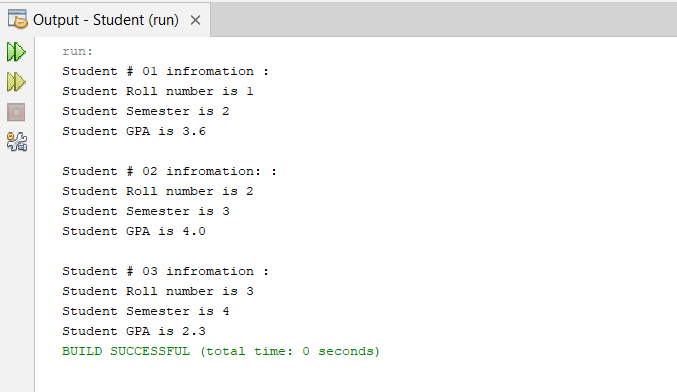 Output - Student (run)
run:
Student # 01 infromation :
Student Roll number is 1
Student Semester is 2
Student GPA is 3.6
Student # 02 infromation: :
Student Roll number is 2
Student Semester is 3
Student GPA is 4.0
Student # 03 infromation :
Student Roll number is 3
Student Semester is 4
Student GPA is 2.3
BUILD SUCCESSFUL (total time: 0 seconds)